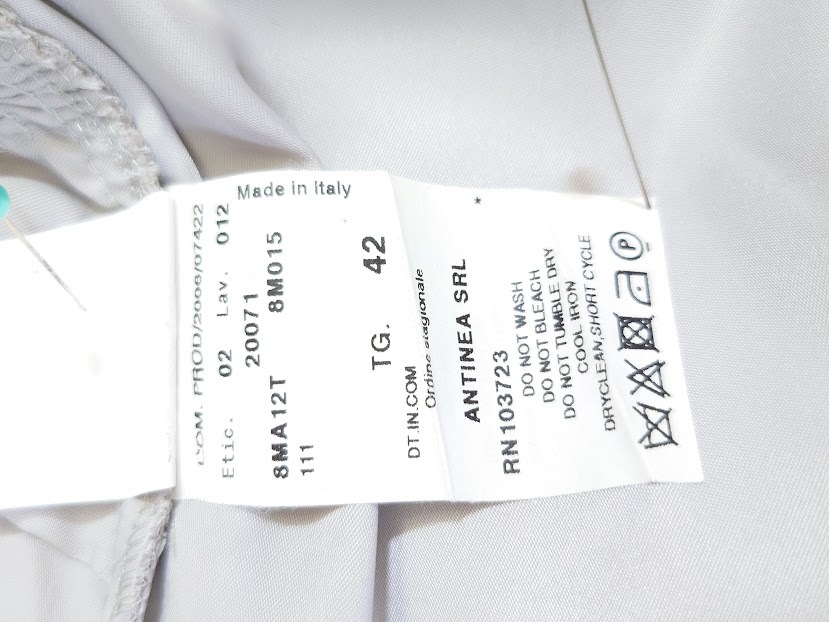 Made in Italy
COM. PROD/2006/07422
Etic. 02 Lav. 012
20071
8MA12T 8M015
111
TG. 42
DT.IN.COM
Ordine stagionale
*
ANTINEA SRL
RN103723
DO NOT WASH
DO NOT BLEACH
DO NOT TUMBLE DRY
COOL IRON
DRYCLEAN,SHORT CYCLE
P